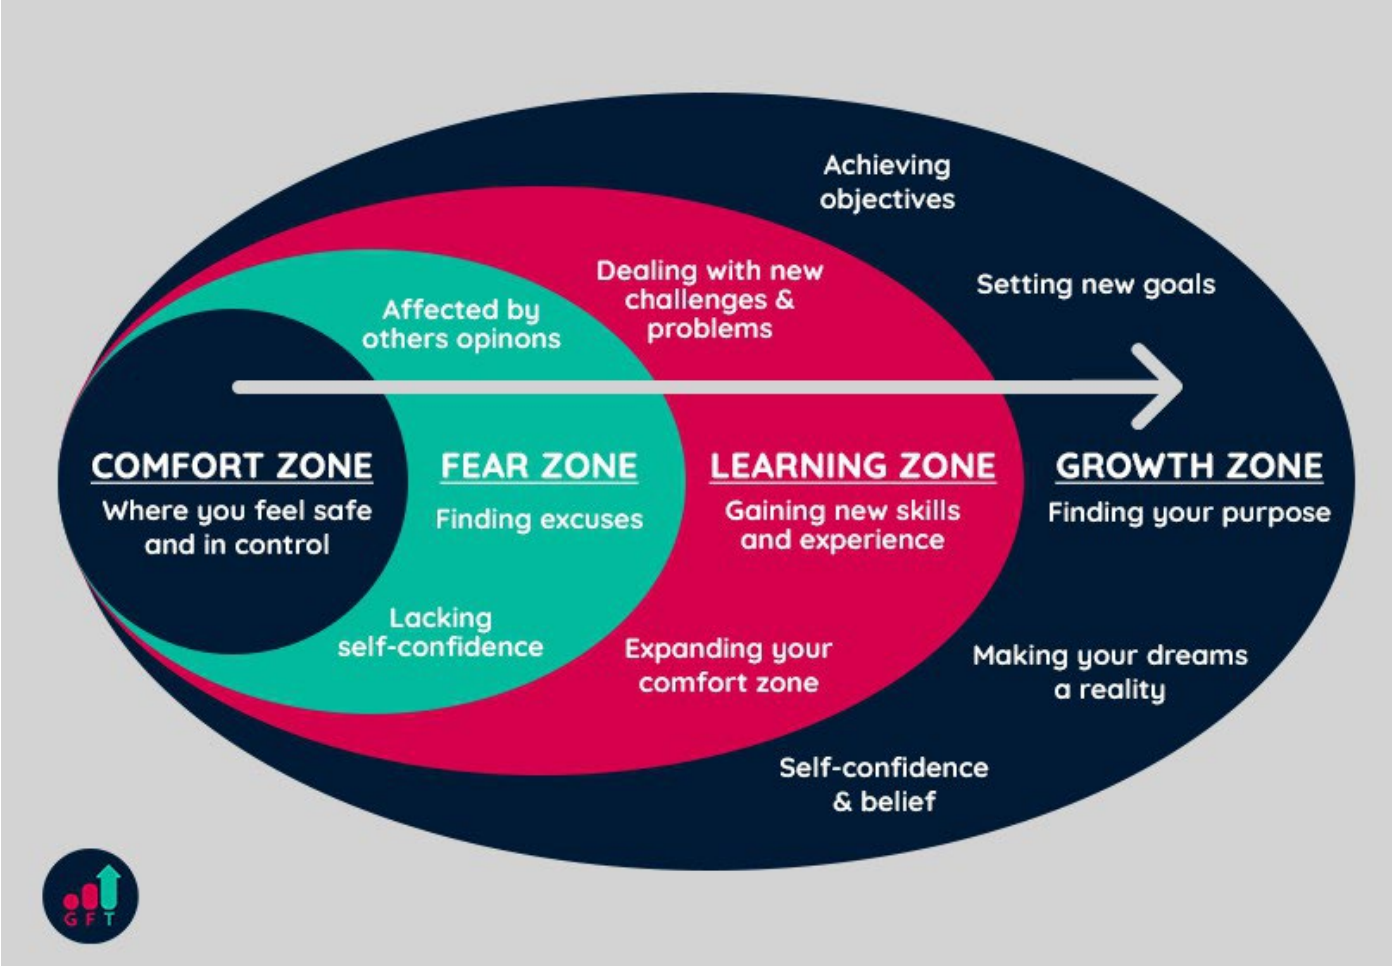 COMFORT ZONE
Where you feel safe
and in control
Affected by
others opinons
FEAR ZONE
Finding excuses
Lacking
self-confidence
Dealing with new
challenges &
problems
LEARNING ZONE
Gaining new skills
and experience
Expanding your
comfort zone
Achieving
objectives
Setting new goals
GROWTH ZONE
Finding your purpose
Making your dreams
a reality
Self-confidence
& belief
GFT